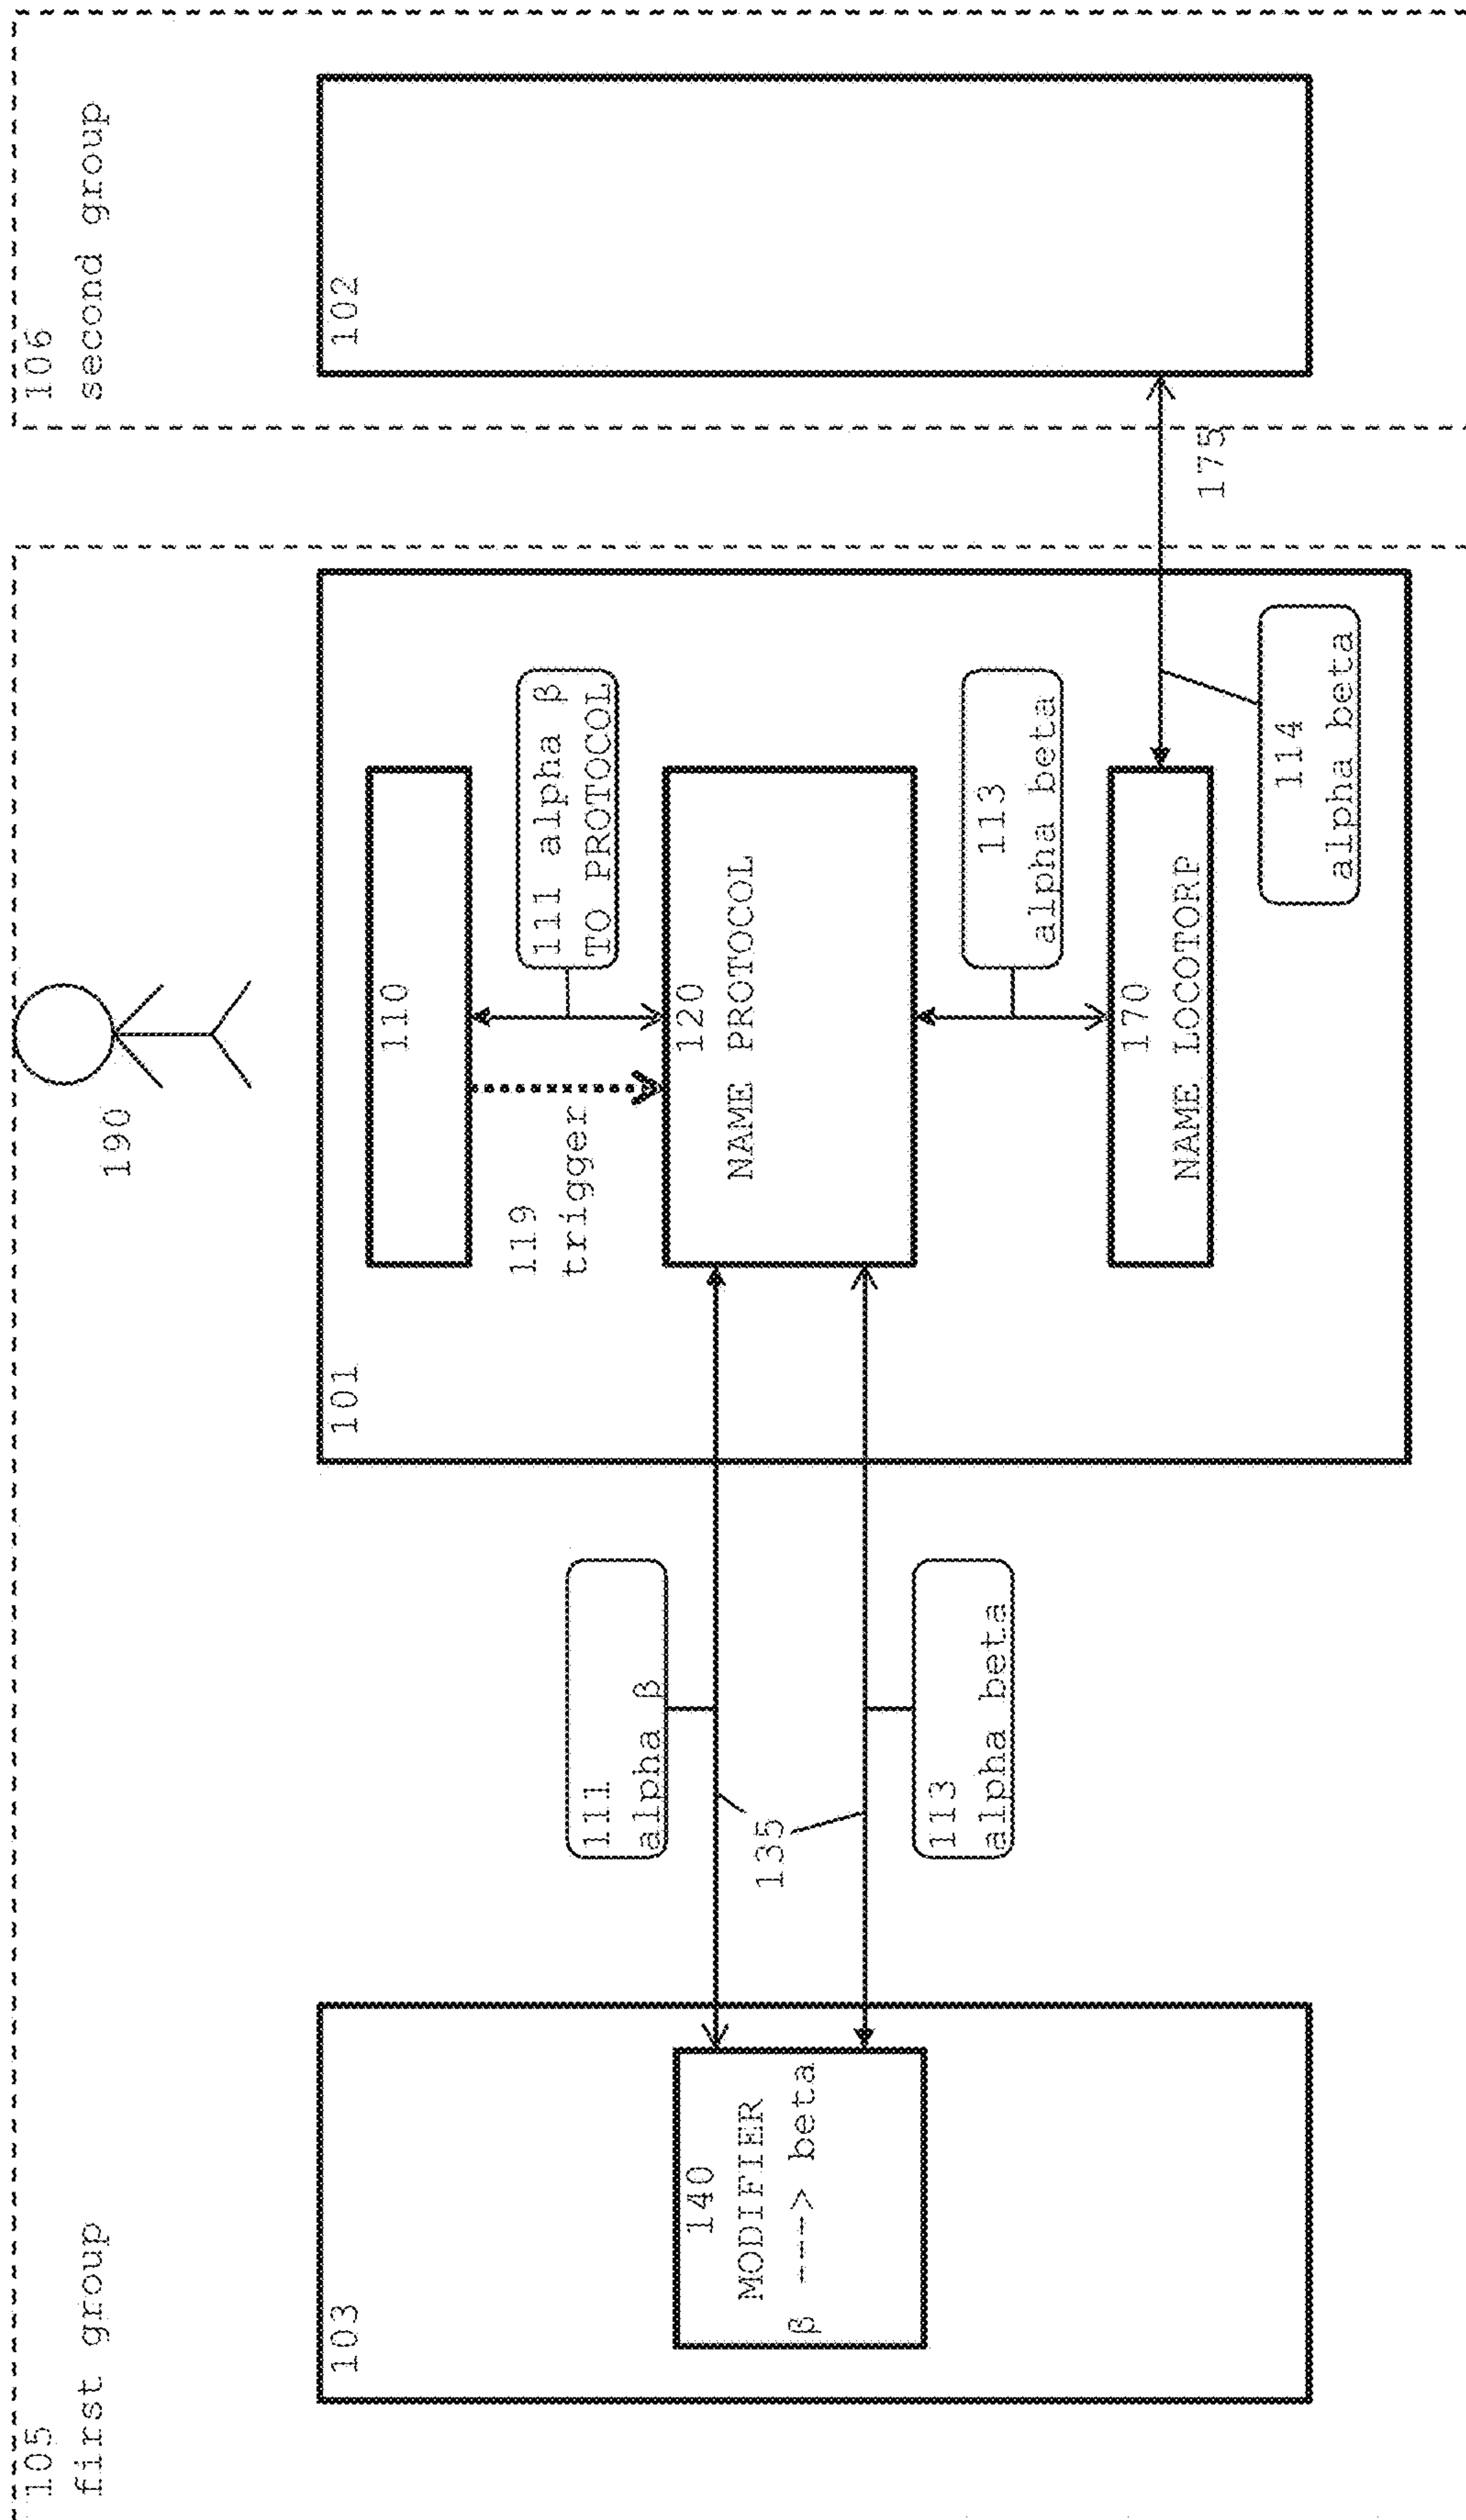 105
first group
190
106
second group
103
101
102
110
119
trigger
111 alpha β
TO PROTOCOL
111
alpha β
140
MODIFIER
β ---> beta
120
NAME PROTOCOL
135
113
alpha beta
113
alpha beta
170
NAME LOCOTORP
175
114
alpha beta